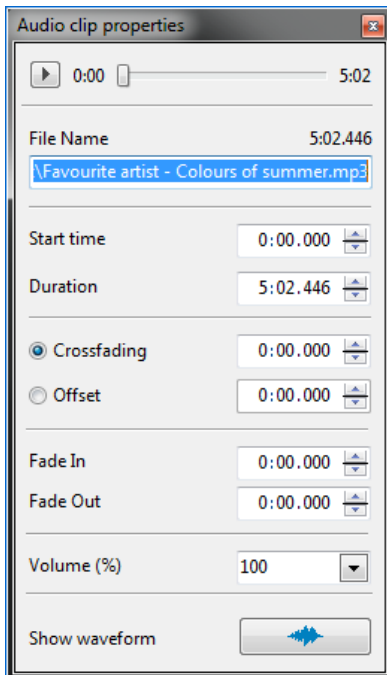 Audio clip properties
0:00 5:02
File Name 5:02.446
\Favourite artist - Colours of summer.mp3
Start time 0:00.000
Duration 5:02.446
Crossfading 0:00.000
Offset 0:00.000
Fade In 0:00.000
Fade Out 0:00.000
Volume (%) 100
Show waveform